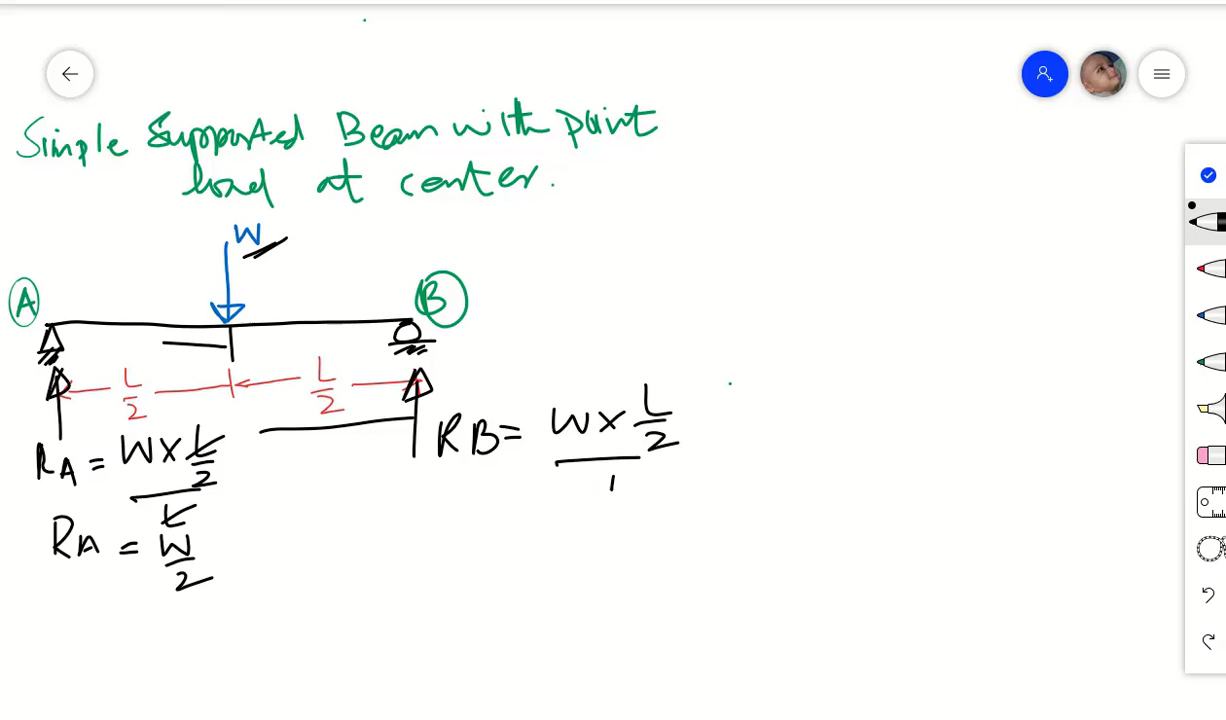 Simple Supported Beam with point
load at center.
W
A
B
L/2
L/2
RA = W x L/2 / L
RB = W x L/2
RA = W/2